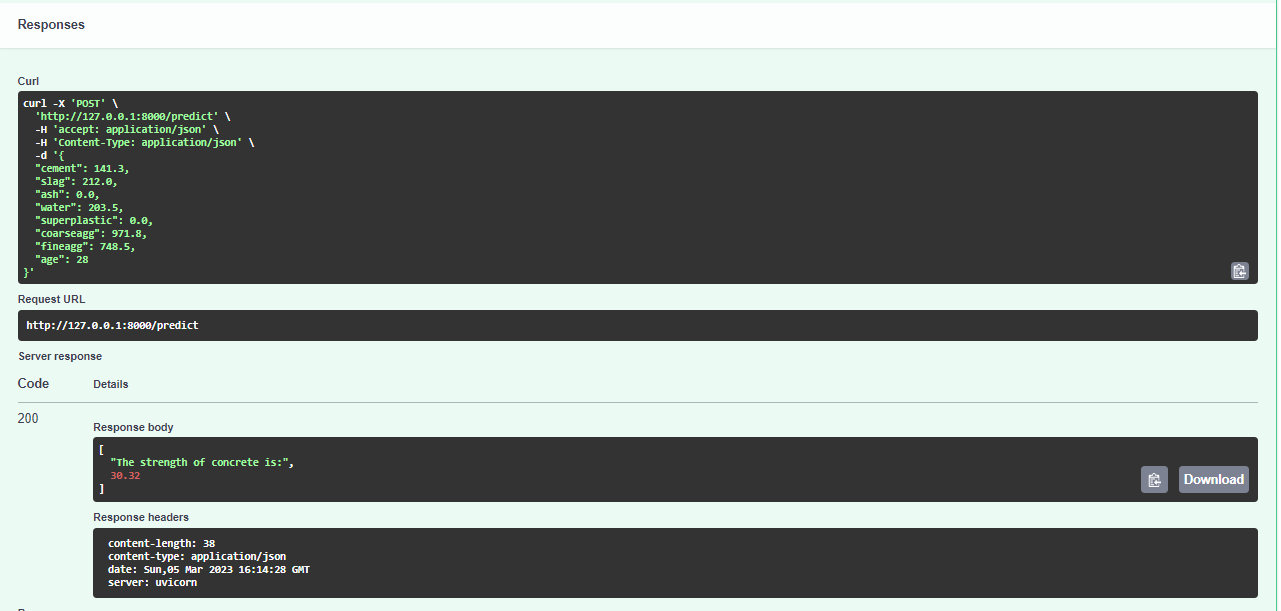 Responses
Curl
curl -X 'POST' \
  'http://127.0.0.1:8000/predict' \
  -H 'accept: application/json' \
  -H 'Content-Type: application/json' \
  -d '{
  "cement": 141.3,
  "slag": 212.0,
  "ash": 0.0,
  "water": 203.5,
  "superplastic": 0.0,
  "coarseagg": 971.8,
  "fineagg": 748.5,
  "age": 28
}'
Request URL
http://127.0.0.1:8000/predict
Server response
Code Details
200
Response body
[
  "The strength of concrete is:",
  30.32
]
Download
Response headers
content-length: 38
content-type: application/json
date: Sun,05 Mar 2023 16:14:28 GMT
server: uvicorn